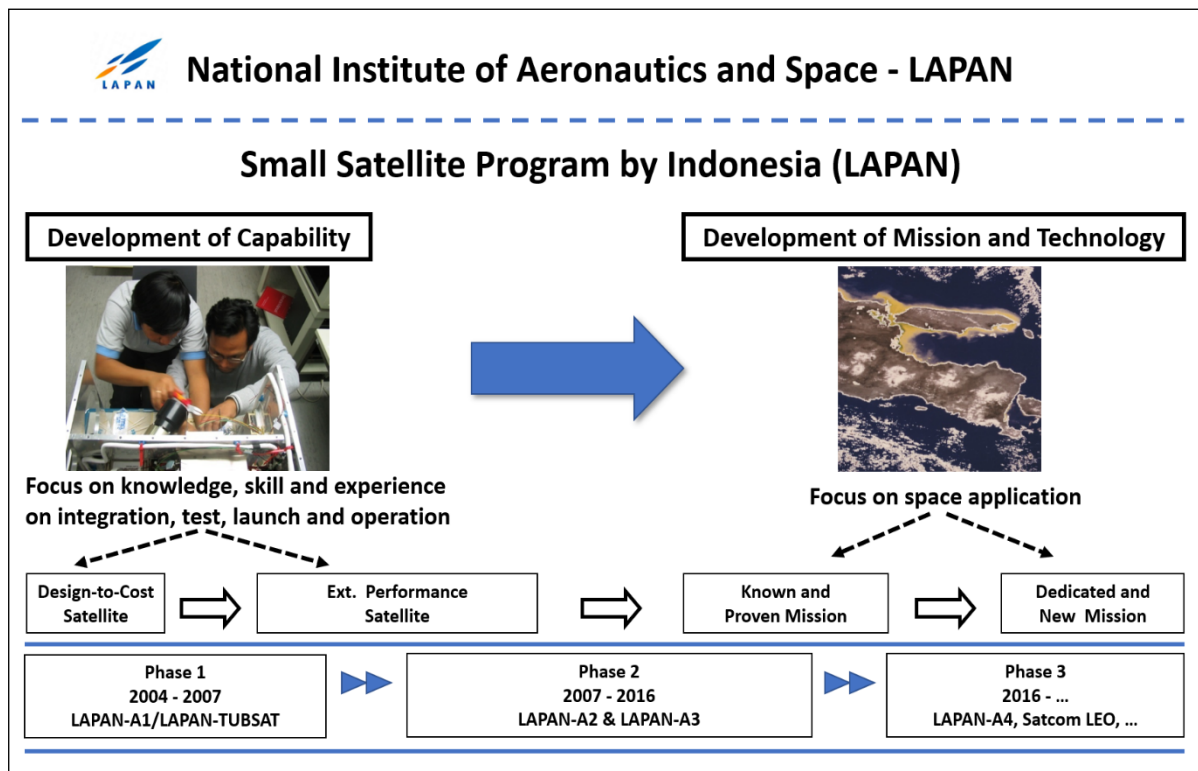 LAPAN
National Institute of Aeronautics and Space - LAPAN
Small Satellite Program by Indonesia (LAPAN)
Development of Capability
Development of Mission and Technology
Focus on knowledge, skill and experience
on integration, test, launch and operation
Focus on space application
Design-to-Cost
Satellite
Ext. Performance
Satellite
Known and
Proven Mission
Dedicated and
New Mission
Phase 1
2004 - 2007
LAPAN-A1/LAPAN-TUBSAT
Phase 2
2007 - 2016
LAPAN-A2 & LAPAN-A3
Phase 3
2016 - ...
LAPAN-A4, Satcom LEO, ...